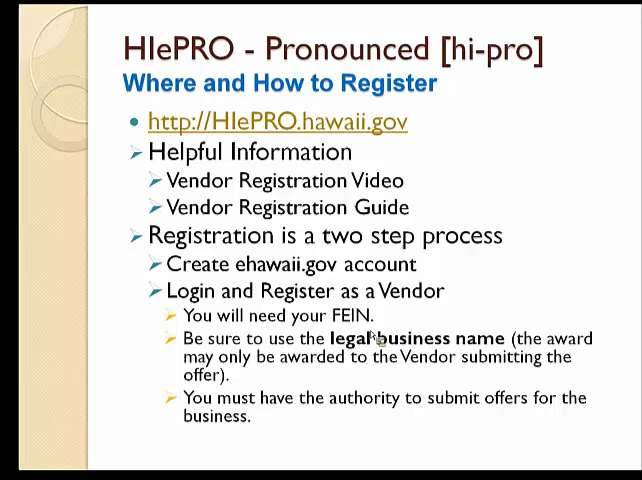 HIePRO - Pronounced [hi-pro]
Where and How to Register
http://HIePRO.hawaii.gov
Helpful Information
Vendor Registration Video
Vendor Registration Guide
Registration is a two step process
Create ehawaii.gov account
Login and Register as a Vendor
You will need your FEIN.
Be sure to use the legal business name (the award
may only be awarded to the Vendor submitting the
offer).
You must have the authority to submit offers for the
business.